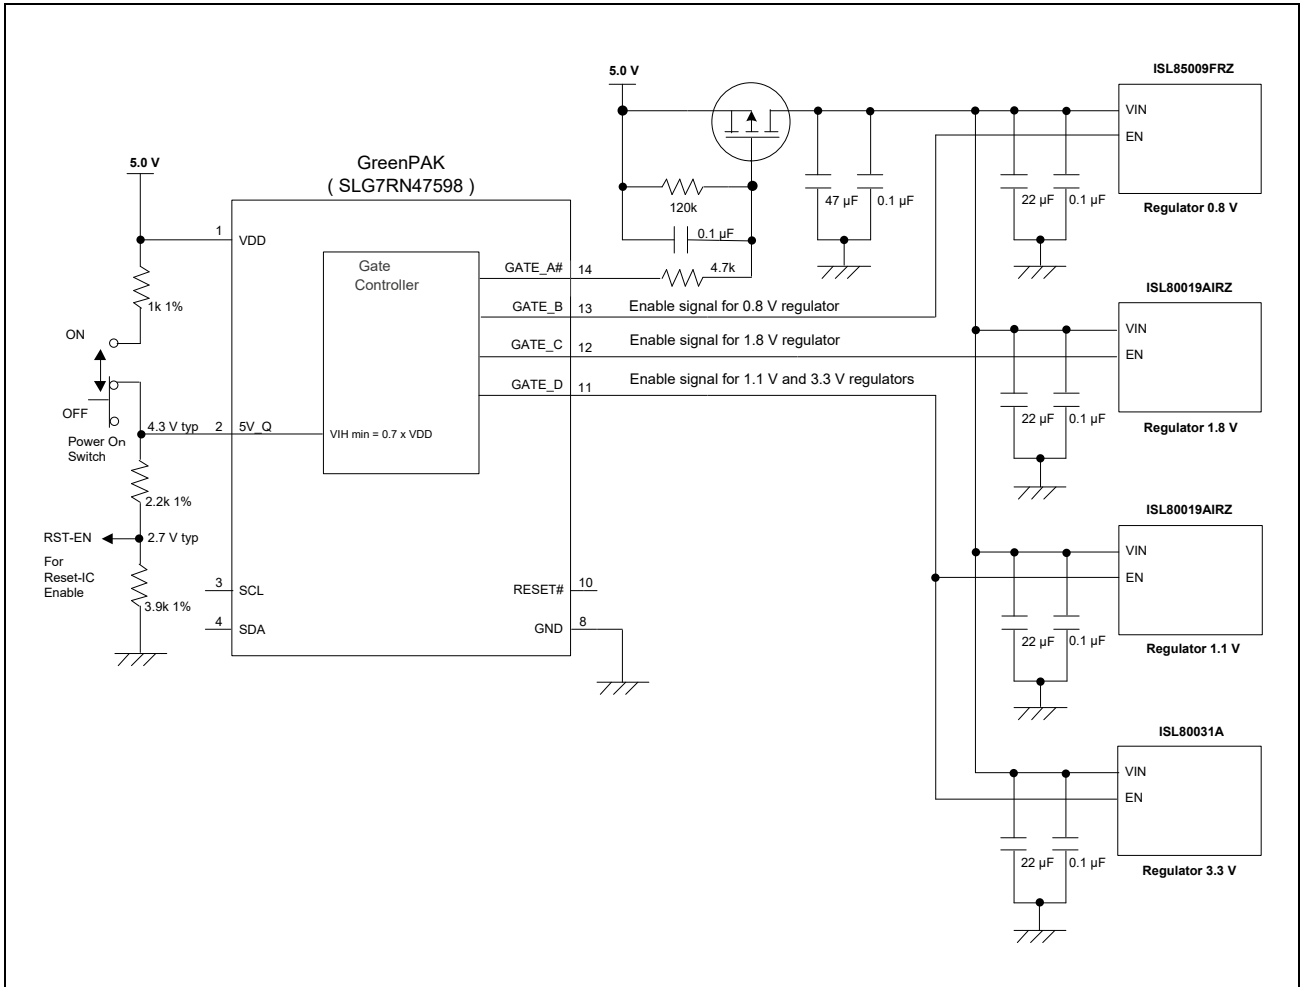 5.0 V
ISL85009FRZ
VIN
EN
Regulator 0.8 V
47 µF
0.1 µF
22 µF
0.1 µF
120k
0.1 µF
4.7k
5.0 V
GreenPAK
( SLG7RN47598 )
1
VDD
Gate
Controller
GATE_A#
14
GATE_B
13
Enable signal for 0.8 V regulator
GATE_C
12
Enable signal for 1.8 V regulator
GATE_D
11
Enable signal for 1.1 V and 3.3 V regulators
1k 1%
ON
OFF
Power On
Switch
4.3 V typ
2
5V_Q
VIH min = 0.7 x VDD
2.2k 1%
RST-EN
2.7 V typ
For
Reset-IC
Enable
3.9k 1%
3
SCL
4
SDA
RESET#
10
GND
8
ISL80019AIRZ
VIN
EN
22 µF
0.1 µF
Regulator 1.8 V
ISL80019AIRZ
VIN
EN
22 µF
0.1 µF
Regulator 1.1 V
ISL80031A
VIN
EN
22 µF
0.1 µF
Regulator 3.3 V